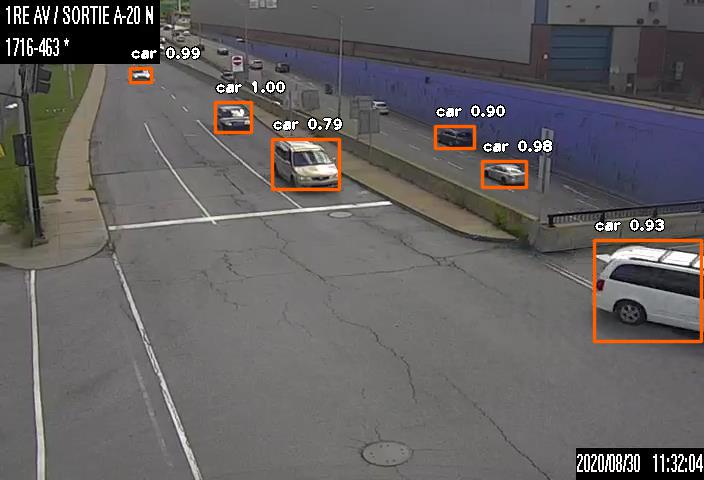 1RE AV / SORTIE A-20 N
1716-463 *
car 0.99
car 1.00
car 0.79
car 0.90
car 0.98
car 0.93
2020/08/30 11:32:04